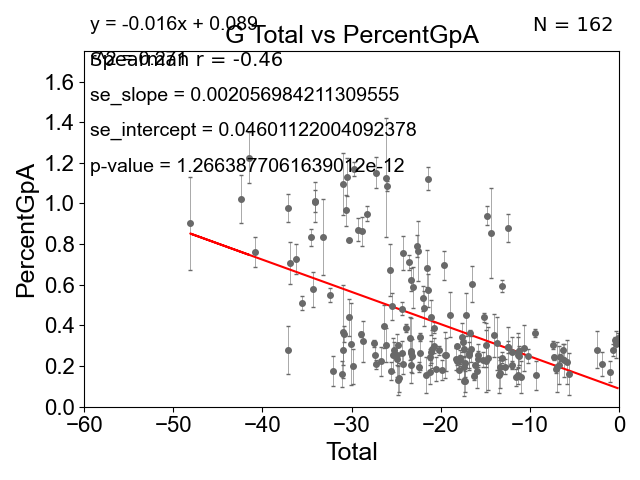 y = -0.016x + 0.089
N = 162
G Total vs PercentGpA
Spearman r = -0.46
se_slope = 0.002056984211309555
se_intercept = 0.04601122004092378
p-value = 1.2663877061639012e-12
PercentGpA
1.6
1.4
1.2
1.0
0.8
0.6
0.4
0.2
0.0
−60
−50
−40
−30
−20
−10
0
Total